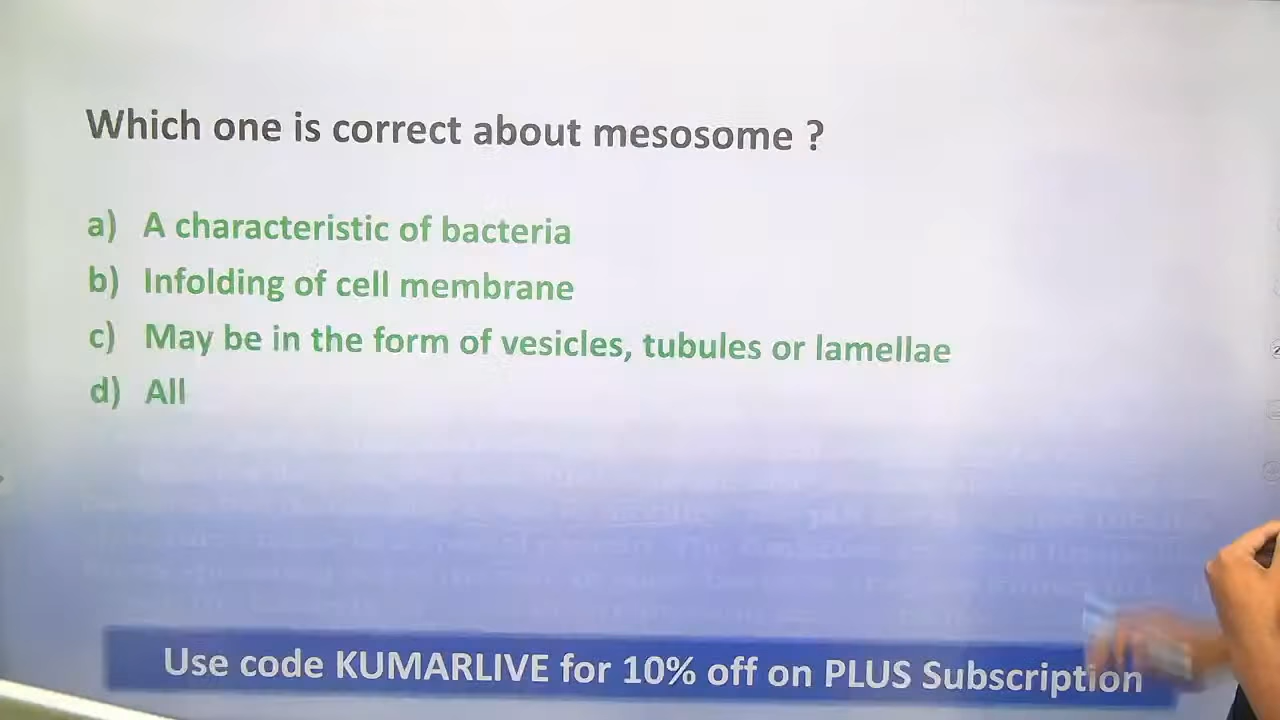 Which one is correct about mesosome ?
a) A characteristic of bacteria
b) Infolding of cell membrane
c) May be in the form of vesicles, tubules or lamellae
d) All
Use code KUMARLIVE for 10% off on PLUS Subscription